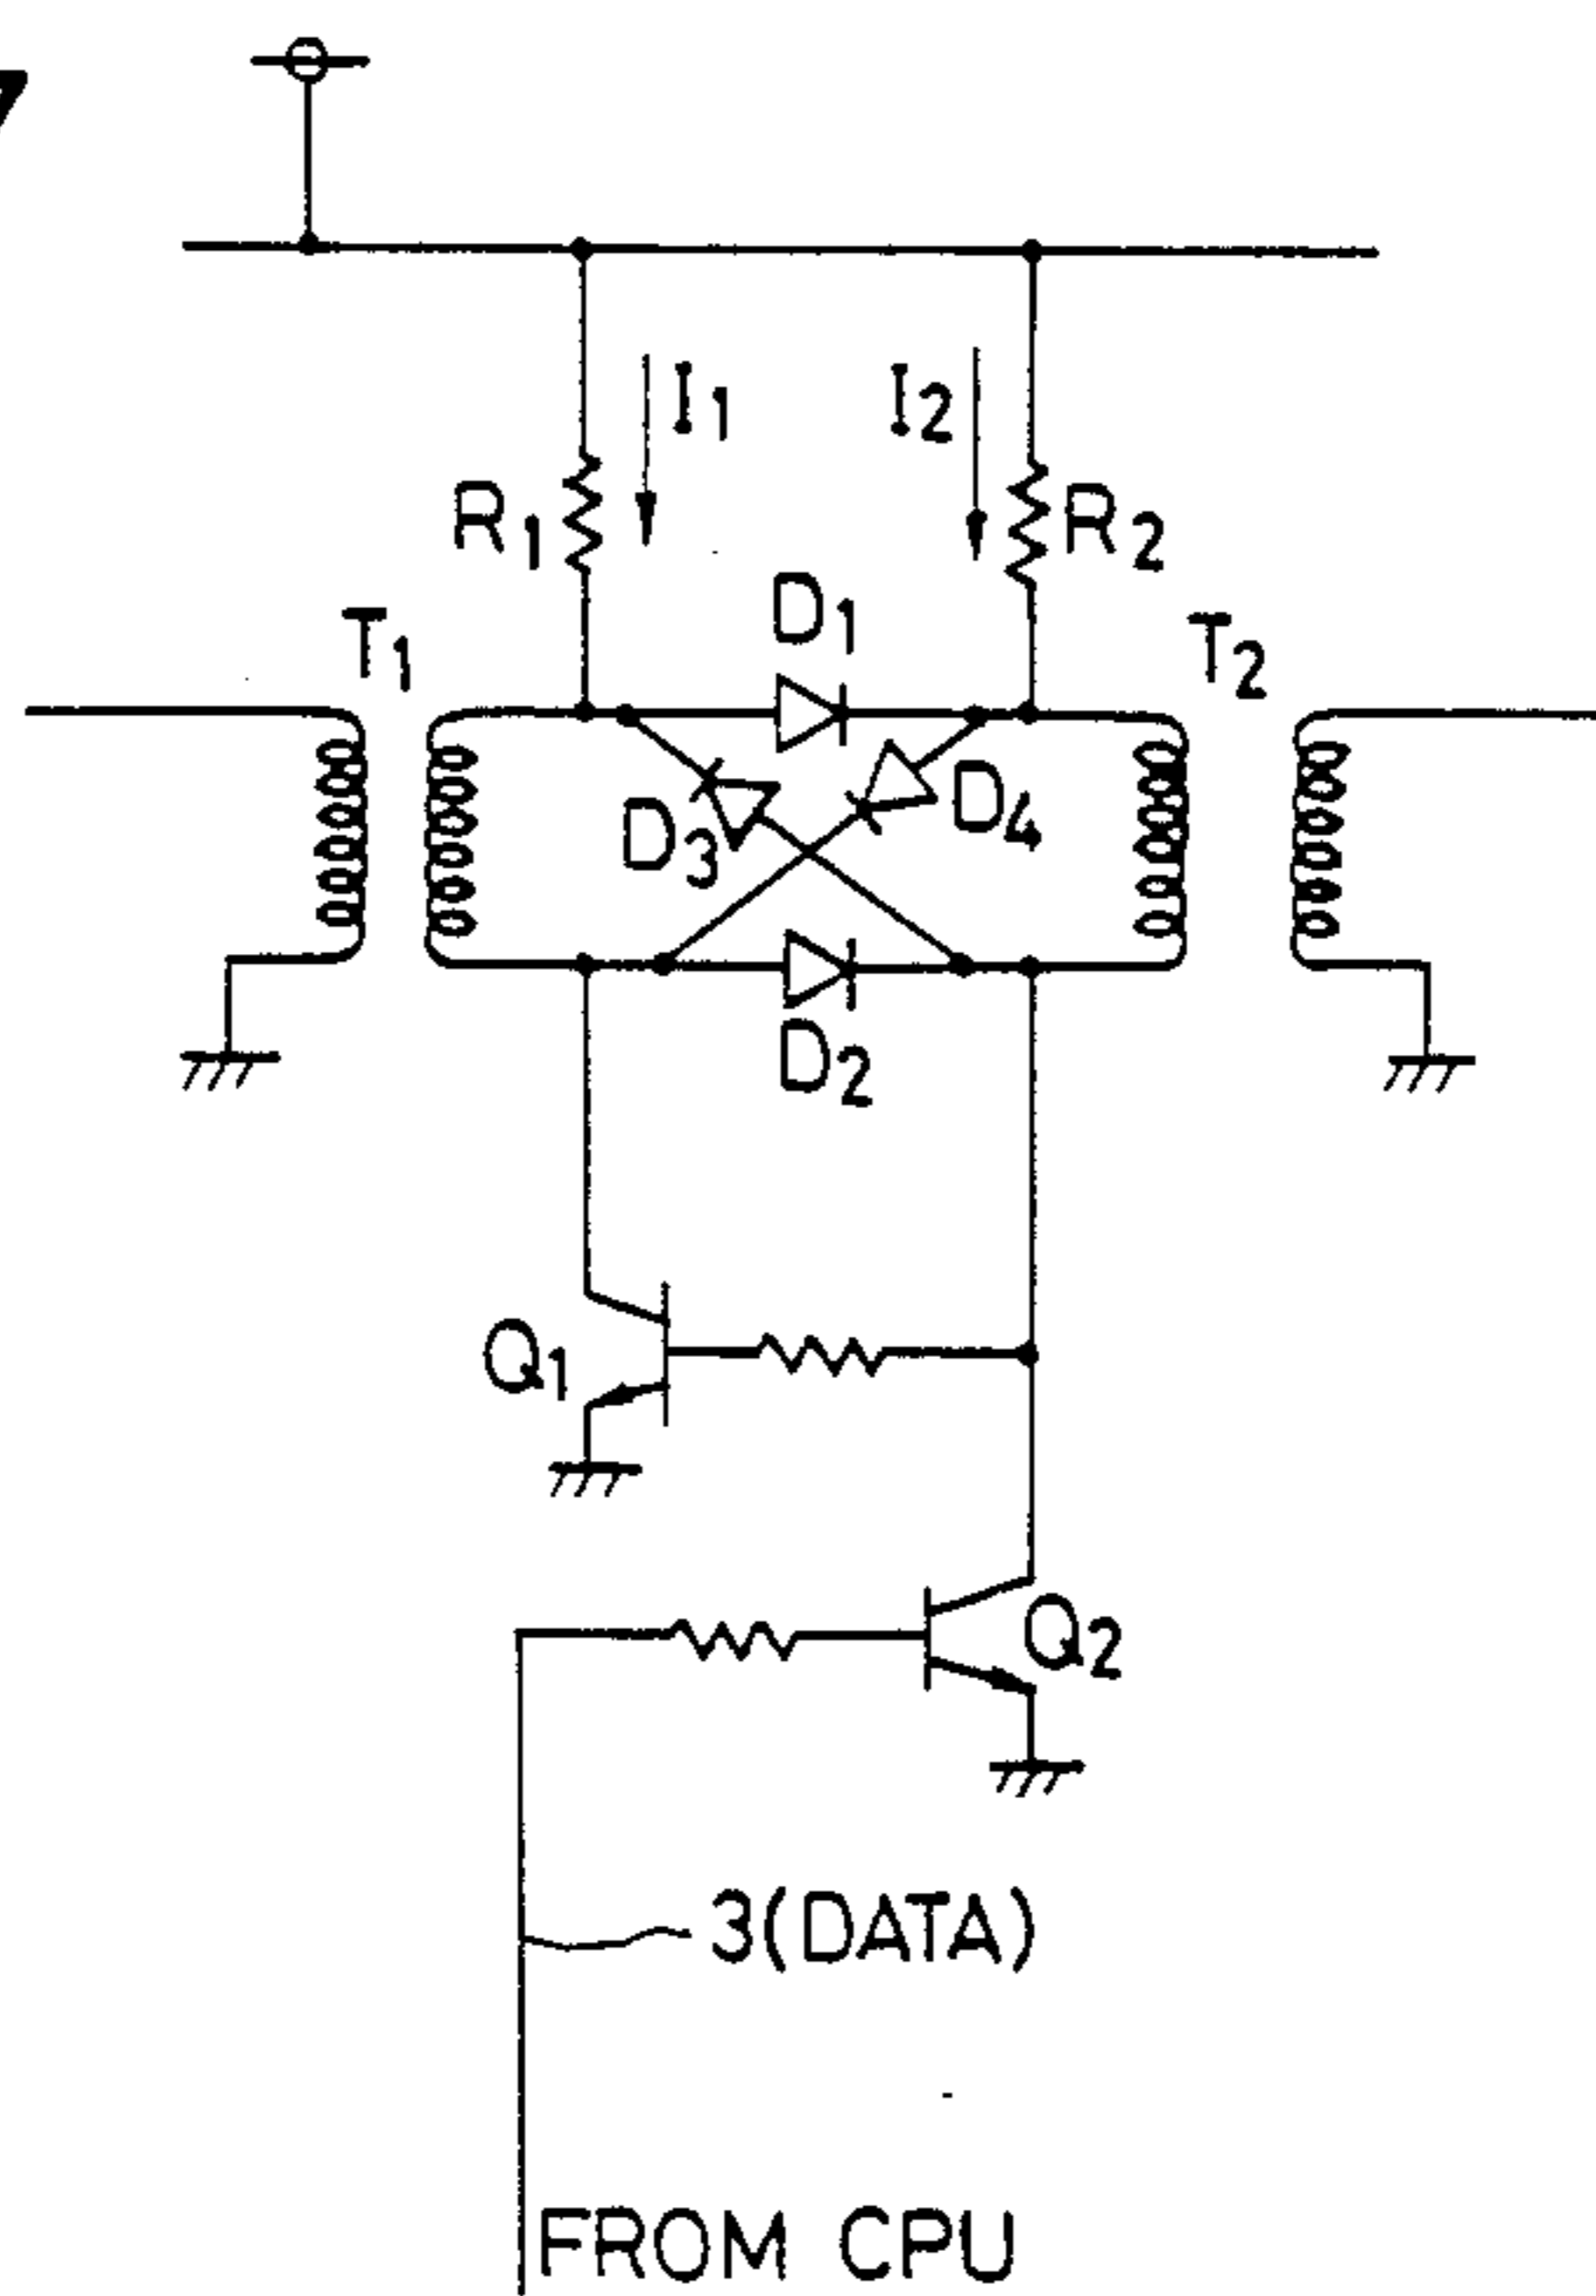 7
I1 I2
R1 R2
D1
T1 T2
D3 D4
D2
Q1
Q2
3(DATA)
FROM CPU